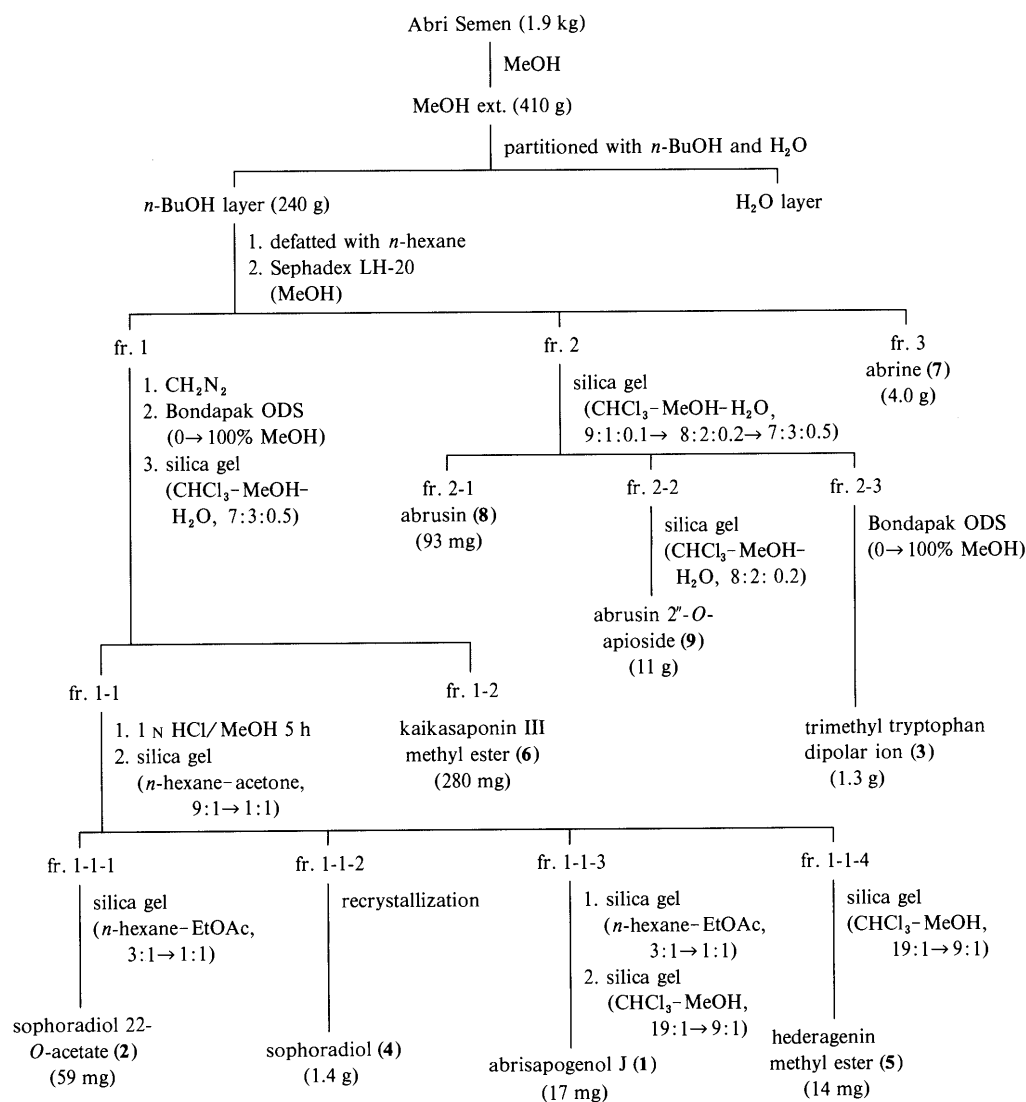 Abri Semen (1.9 kg)
MeOH
MeOH ext. (410 g)
partitioned with n-BuOH and H₂O
n-BuOH layer (240 g)
H₂O layer
1. defatted with n-hexane
2. Sephadex LH-20
(MeOH)
fr. 1
1. CH₂N₂
2. Bondapak ODS
(0→100% MeOH)
3. silica gel
(CHCl₃–MeOH–
H₂O, 7:3:0.5)
fr. 2
silica gel
(CHCl₃–MeOH–H₂O,
9:1:0.1→ 8:2:0.2→ 7:3:0.5)
fr. 3
abrine (7)
(4.0 g)
fr. 2-1
abrusin (8)
(93 mg)
fr. 2-2
silica gel
(CHCl₃–MeOH–
H₂O, 8:2: 0.2)
abrusin 2″-O-
apioside (9)
(11 g)
fr. 2-3
Bondapak ODS
(0→100% MeOH)
trimethyl tryptophan
dipolar ion (3)
(1.3 g)
fr. 1-1
1. 1 N HCl/MeOH 5 h
2. silica gel
(n-hexane–acetone,
9:1→1:1)
fr. 1-2
kaikasaponin III
methyl ester (6)
(280 mg)
fr. 1-1-1
silica gel
(n-hexane–EtOAc,
3:1→1:1)
sophoradiol 22-
O-acetate (2)
(59 mg)
fr. 1-1-2
recrystallization
sophoradiol (4)
(1.4 g)
fr. 1-1-3
1. silica gel
(n-hexane–EtOAc,
3:1→1:1)
2. silica gel
(CHCl₃–MeOH,
19:1→9:1)
abrisapogenol J (1)
(17 mg)
fr. 1-1-4
silica gel
(CHCl₃–MeOH,
19:1→9:1)
hederagenin
methyl ester (5)
(14 mg)